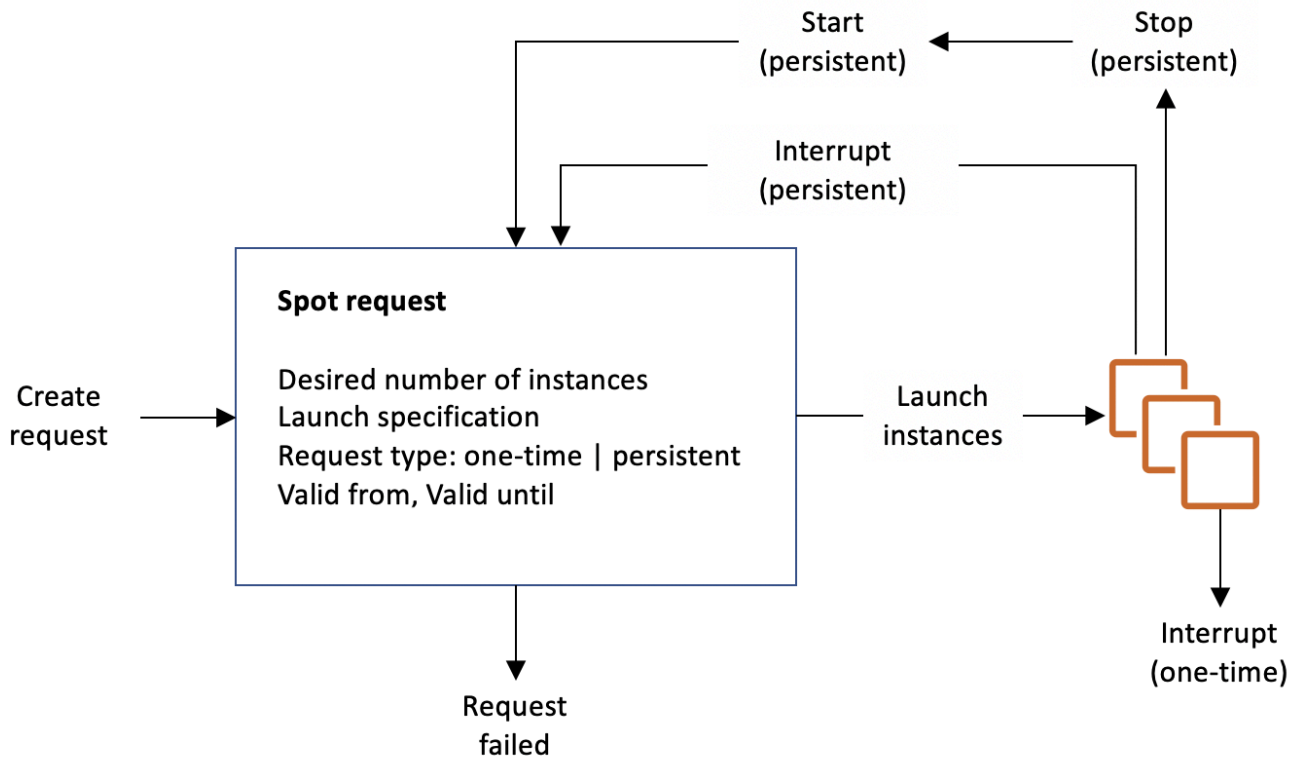 Start
(persistent)
Stop
(persistent)
Interrupt
(persistent)
Spot request
Desired number of instances
Launch specification
Request type: one-time | persistent
Valid from, Valid until
Create
request
Launch
instances
Interrupt
(one-time)
Request
failed